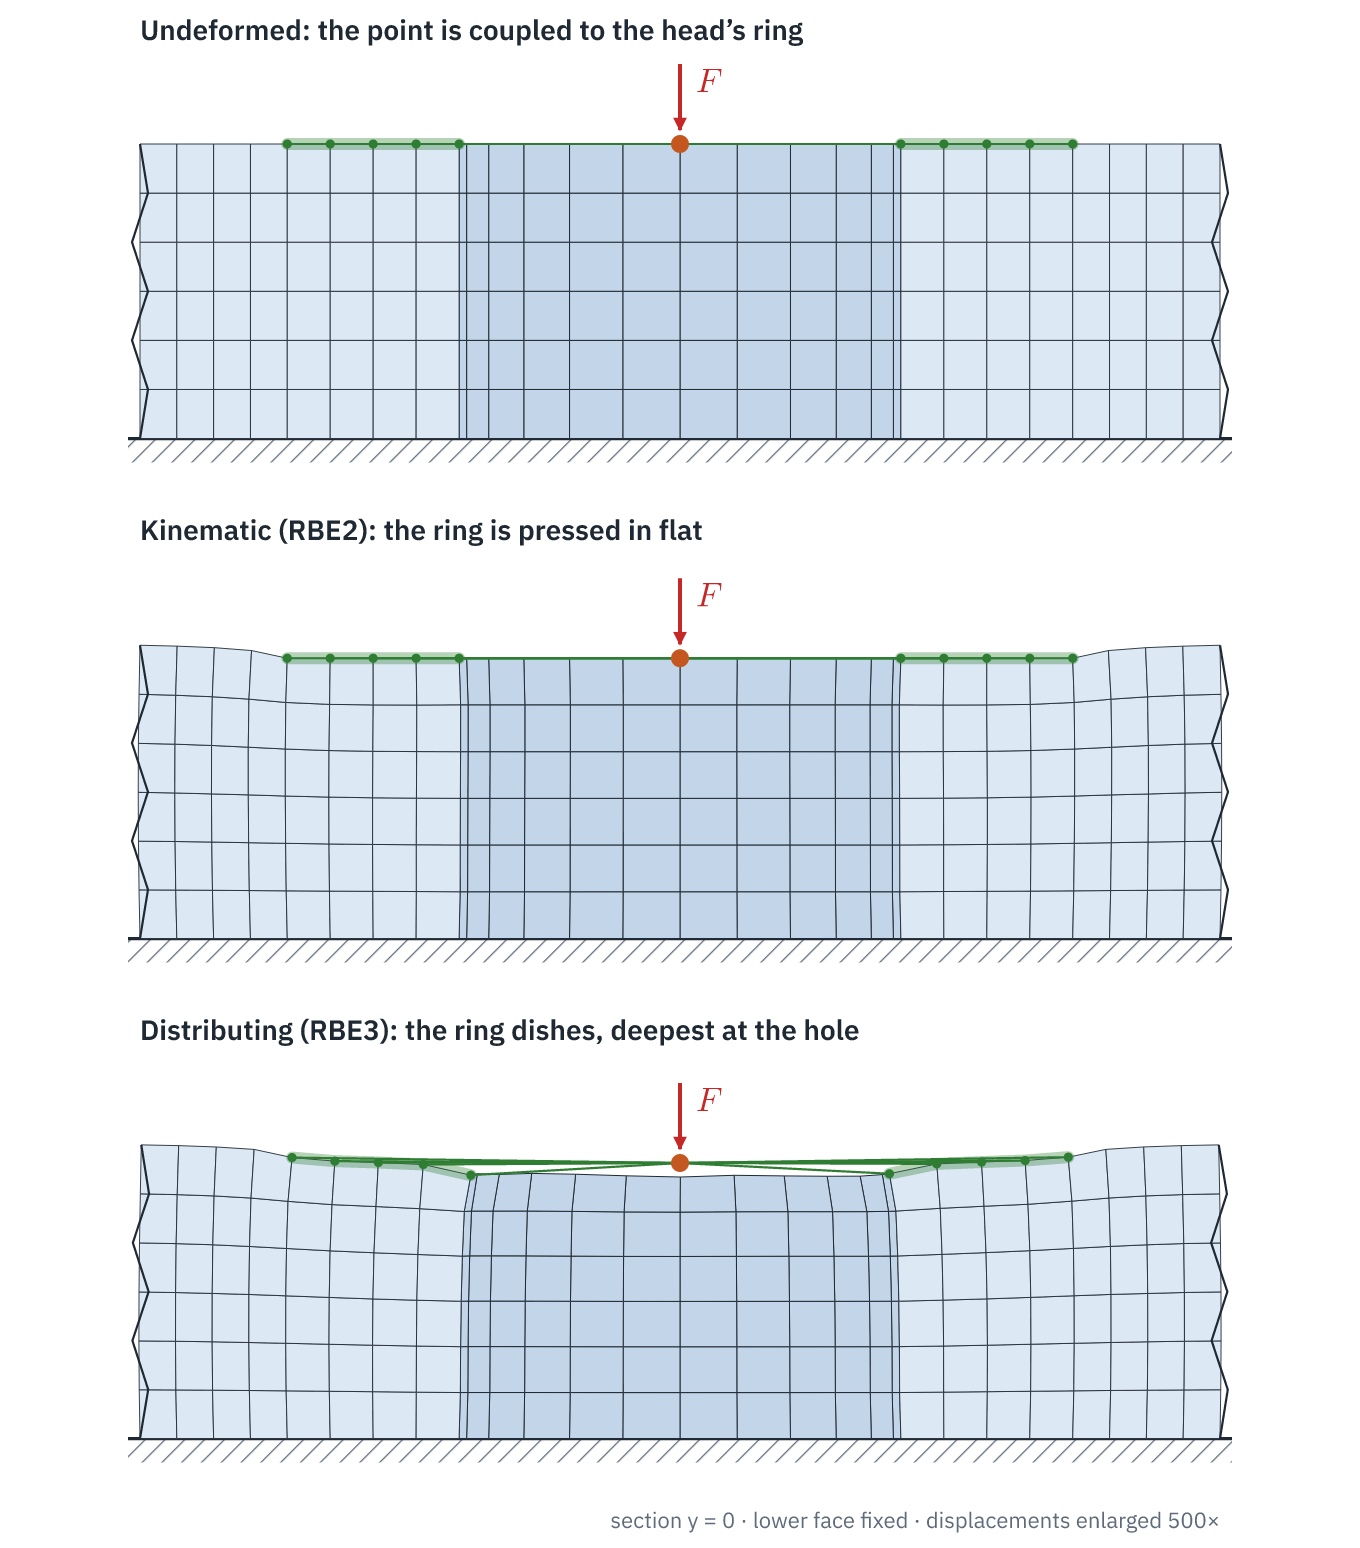 Undeformed: the point is coupled to the head’s ring
F
Kinematic (RBE2): the ring is pressed in flat
F
Distributing (RBE3): the ring dishes, deepest at the hole
F
section y = 0 · lower face fixed · displacements enlarged 500×